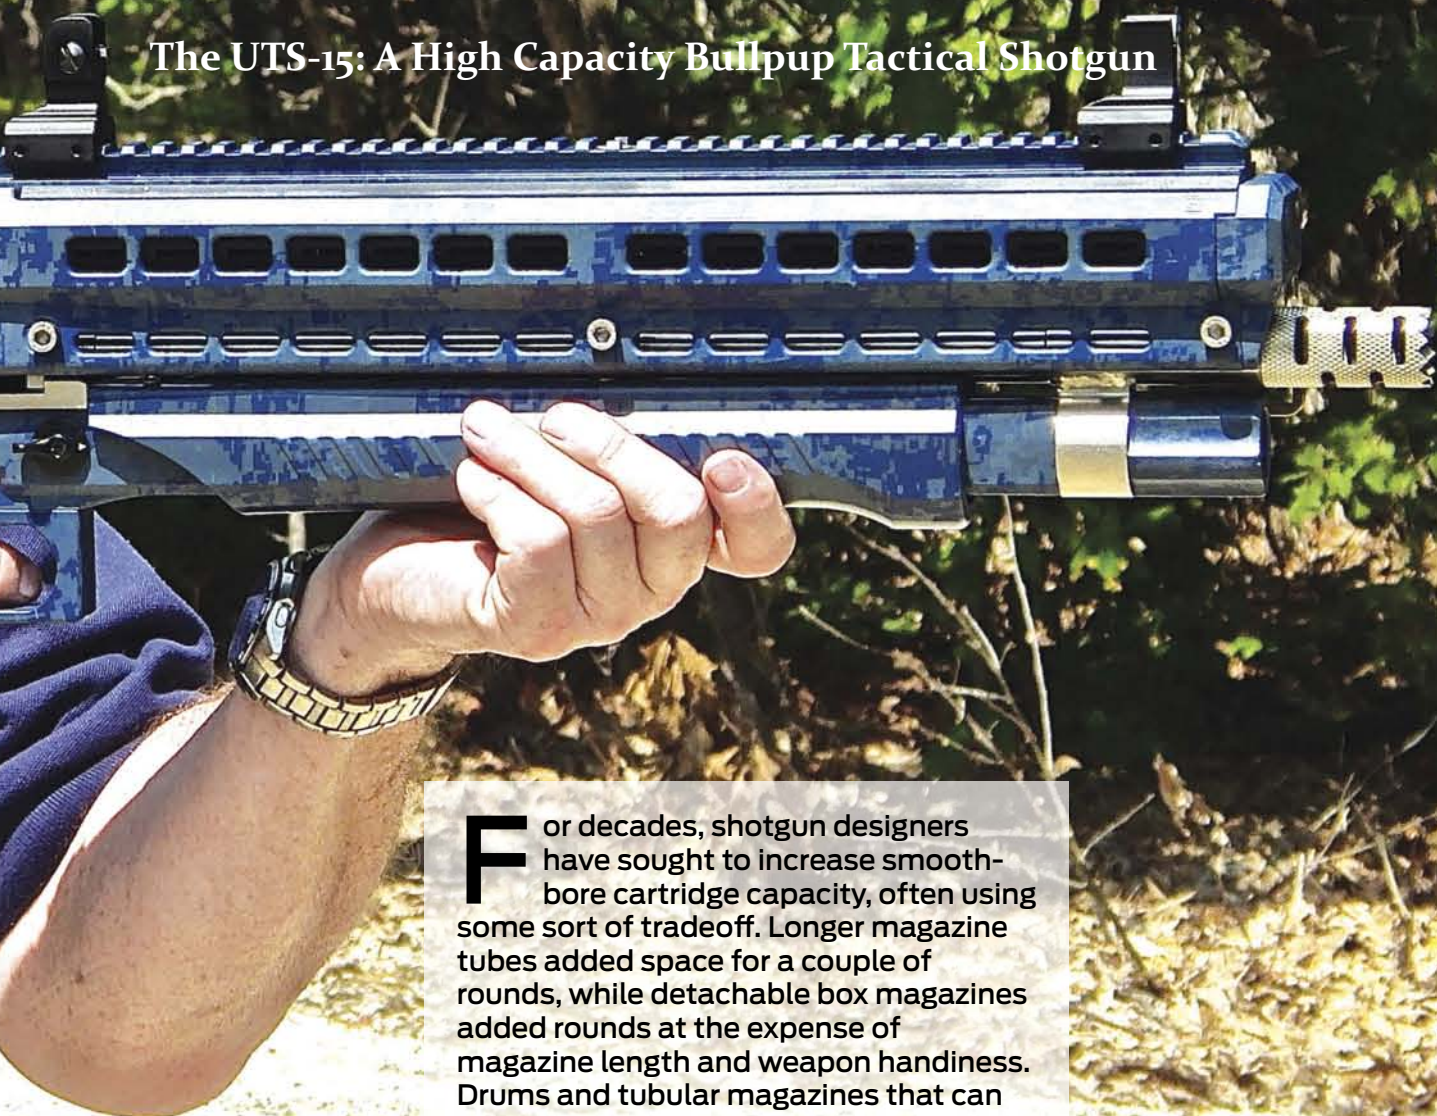 The UTS-15: A High Capacity Bullpup Tactical Shotgun
For decades, shotgun designers
have sought to increase smooth-
bore cartridge capacity, often using
some sort of tradeoff. Longer magazine
tubes added space for a couple of
rounds, while detachable box magazines
added rounds at the expense of
magazine length and weapon handiness.
Drums and tubular magazines that can